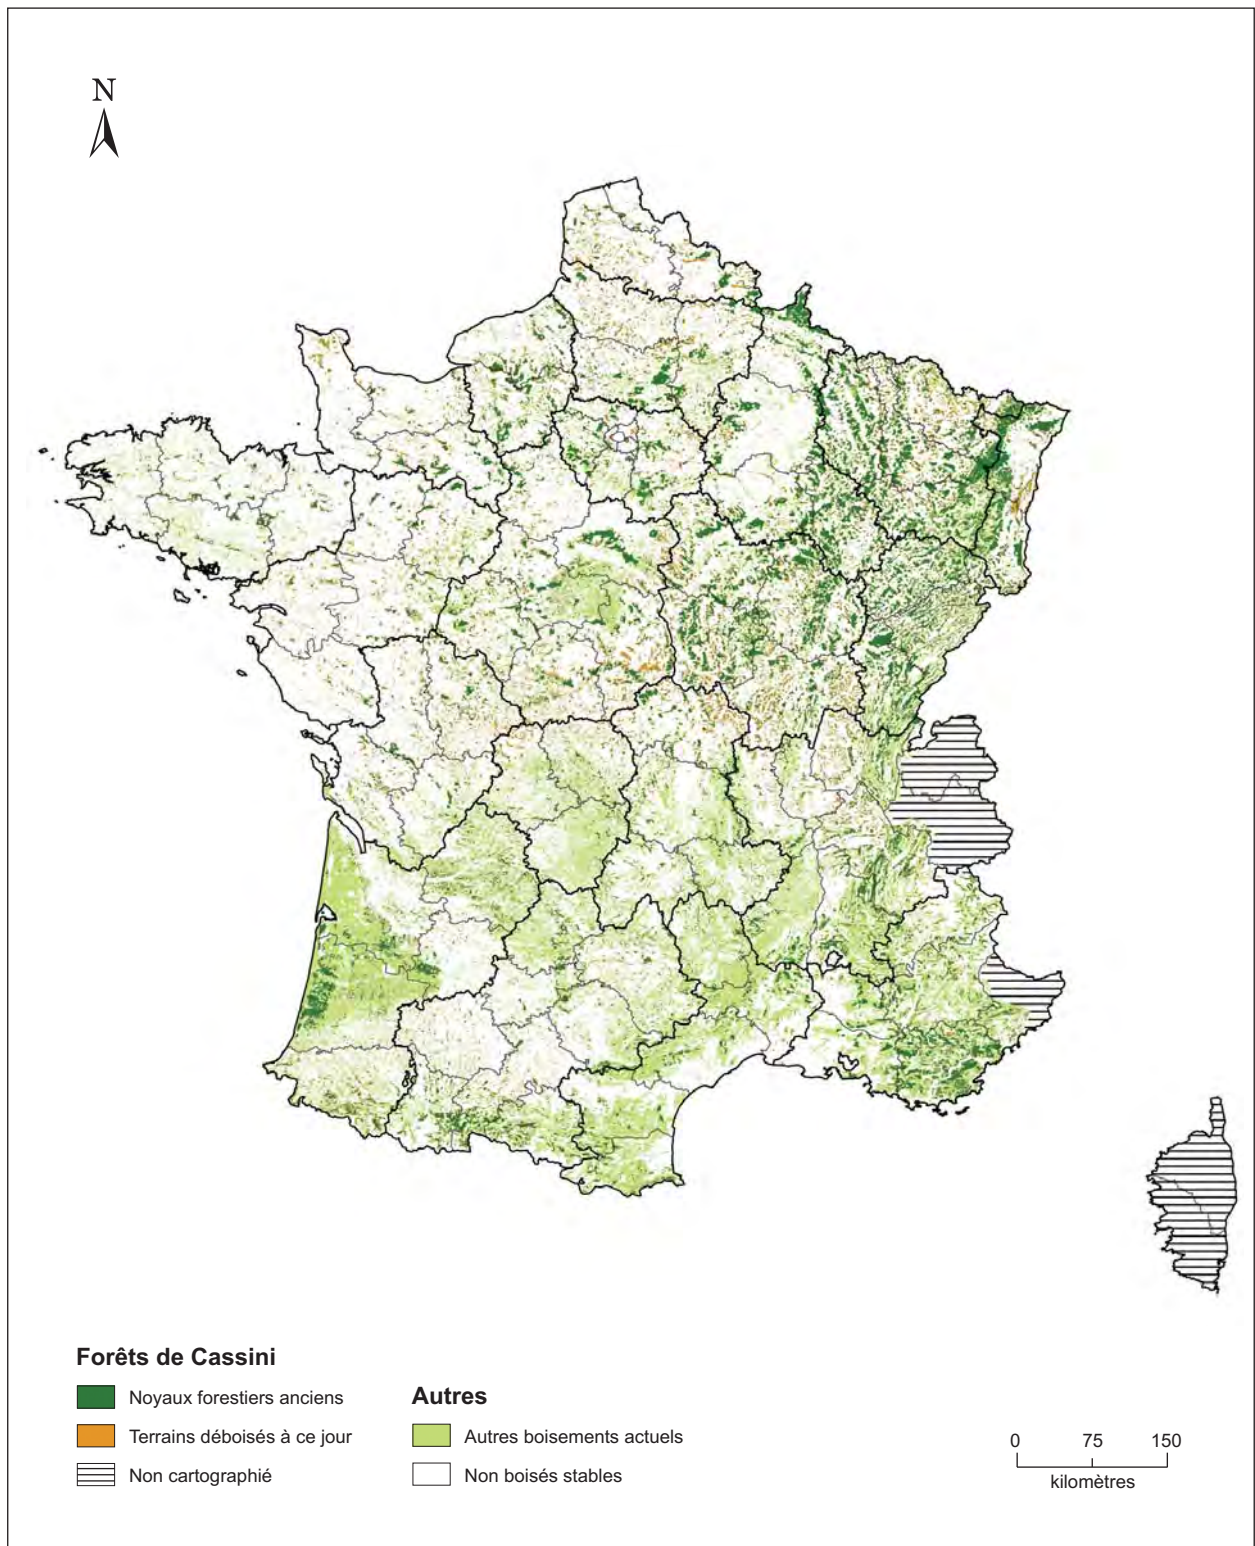 N
Forêts de Cassini
Noyaux forestiers anciens
Terrains déboisés à ce jour
Non cartographié
Autres
Autres boisements actuels
Non boisés stables
0 75 150
kilomètres